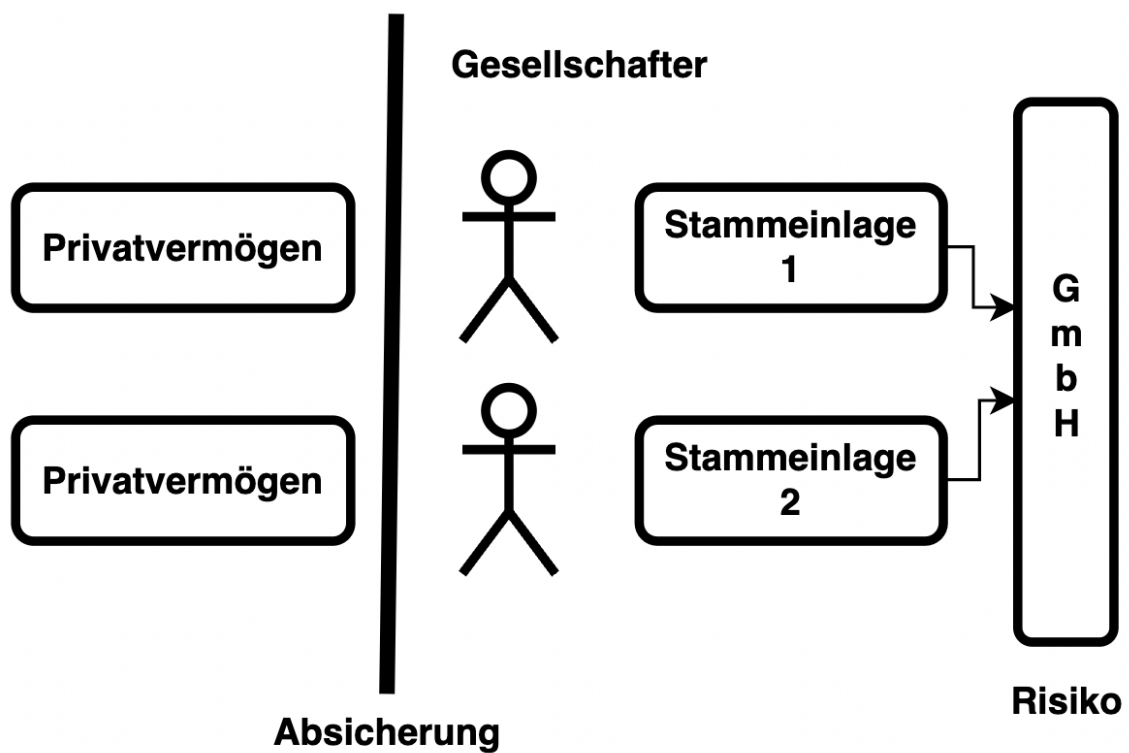 Gesellschafter
Privatvermögen
Stammeinlage
1
Privatvermögen
Stammeinlage
2
G
m
b
H
Absicherung
Risiko